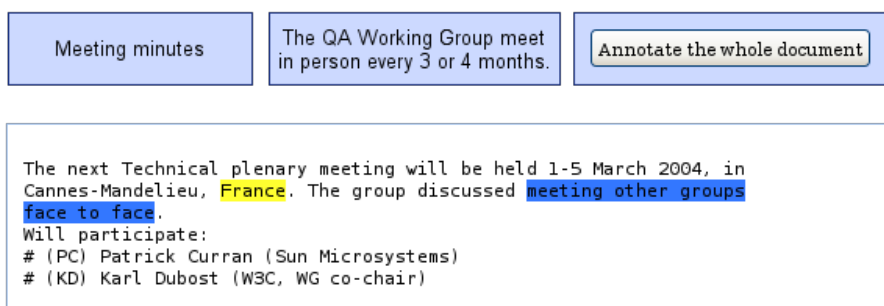 Meeting minutes
The QA Working Group meet
in person every 3 or 4 months.
Annotate the whole document
The next Technical plenary meeting will be held 1-5 March 2004, in
Cannes-Mandelieu, France. The group discussed meeting other groups
face to face.
Will participate:
# (PC) Patrick Curran (Sun Microsystems)
# (KD) Karl Dubost (W3C, WG co-chair)